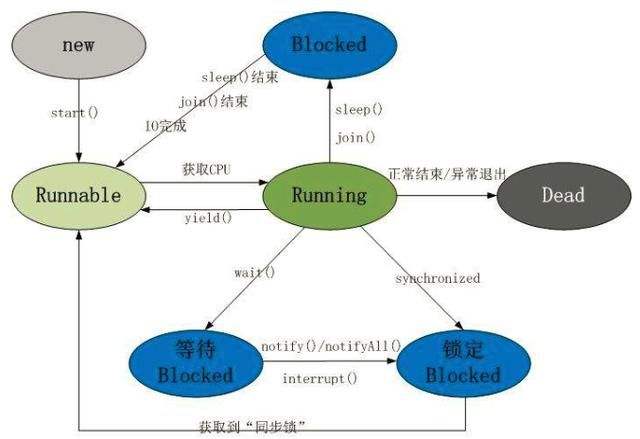 new
Blocked
sleep()结束
join()结束
IO完成
start()
sleep()
join()
Runnable
获取CPU
Running
正常结束/异常退出
Dead
yield()
wait()
synchronized
等待
Blocked
notify()/notifyAll()
interrupt()
锁定
Blocked
获取到“同步锁”